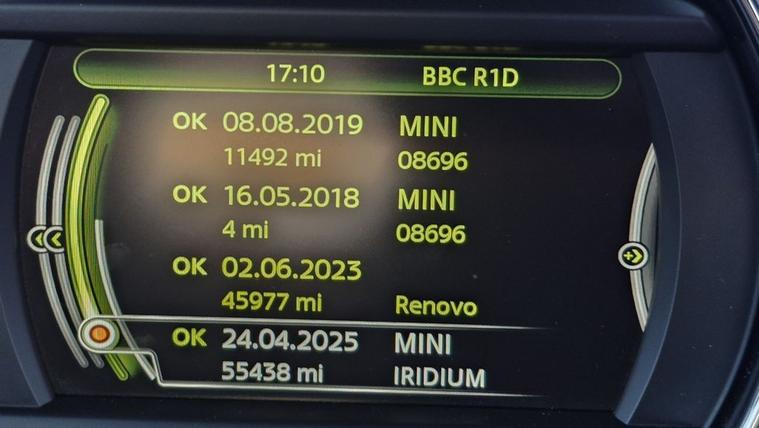 17:10 BBC R1D
OK 08.08.2019 MINI
11492 mi 08696
OK 16.05.2018 MINI
4 mi 08696
OK 02.06.2023
45977 mi Renovo
OK 24.04.2025 MINI
55438 mi IRIDIUM